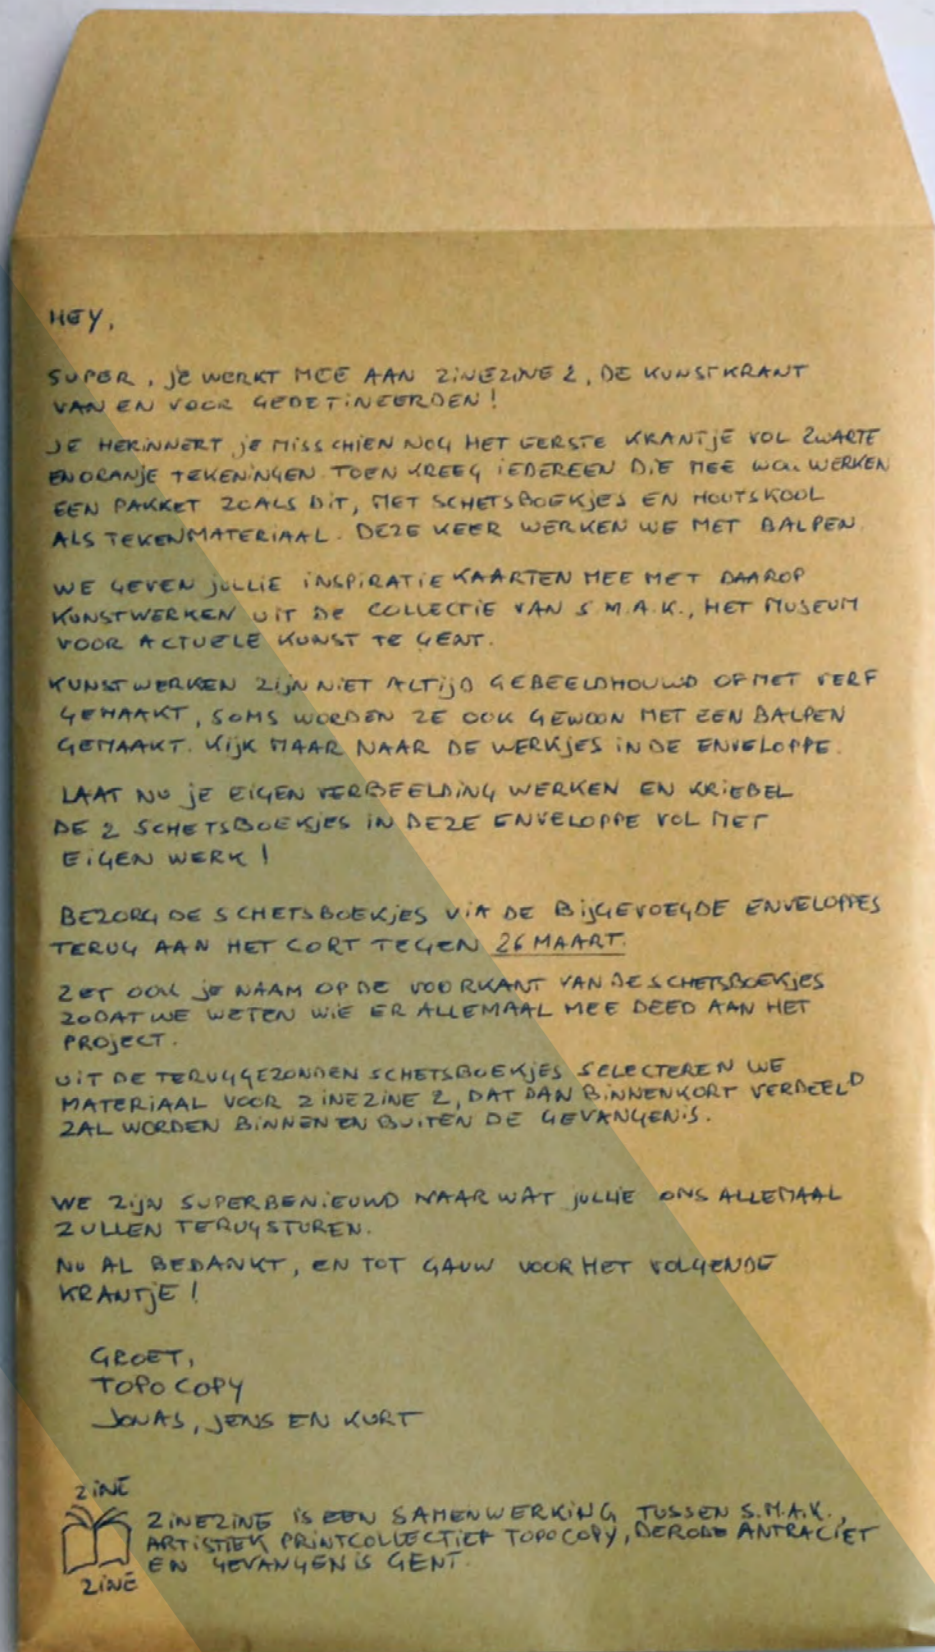 HEY,
SUPER, JE WERKT MEE AAN ZINEZINE 2, DE KUNSTKRANT
VAN EN VOOR GEDETINEERDEN!
JE HERINNERT JE MISSCHIEN NOG HET EERSTE KRANTJE VOL ZWARTE
EN ORANJE TEKENINGEN. TOEN KREEG IEDEREEN DIE MEE WOU WERKEN
EEN PAKKET ZOALS DIT, MET SCHETSBOEKJES EN HOUTSKOOL
ALS TEKENMATERIAAL. DEZE KEER WERKEN WE MET BALPEN.
WE GEVEN JULLIE INSPIRATIEKAARTEN MEE MET DAAROP
KUNSTWERKEN UIT DE COLLECTIE VAN S.M.A.K., HET MUSEUM
VOOR ACTUELE KUNST TE GENT.
KUNSTWERKEN ZIJN NIET ALTIJD GEBEELDHOUWD OF MET VERF
GEMAAKT, SOMS WORDEN ZE OOK GEWOON MET EEN BALPEN
GEMAAKT. KIJK MAAR NAAR DE WERKJES IN DE ENVELOPPE.
LAAT NU JE EIGEN VERBEELDING WERKEN EN KRIEBEL
DE 2 SCHETSBOEKJES IN DEZE ENVELOPPE VOL MET
EIGEN WERK!
BEZORG DE SCHETSBOEKJES VIA DE BIJGEVOEGDE ENVELOPPES
TERUG AAN HET CORT TEGEN 26 MAART.
ZET OOK JE NAAM OP DE VOORKANT VAN DE SCHETSBOEKJES
ZODAT WE WETEN WIE ER ALLEMAAL MEE DEED AAN HET
PROJECT.
UIT DE TERUGGEZONDEN SCHETSBOEKJES SELECTEREN WE
MATERIAAL VOOR ZINEZINE 2, DAT DAN BINNENKORT VERDEELD
ZAL WORDEN BINNEN EN BUITEN DE GEVANGENIS.
WE ZIJN SUPERBENIEUWD NAAR WAT JULLIE ONS ALLEMAAL
ZULLEN TERUGSTUREN.
NU AL BEDANKT, EN TOT GAUW VOOR HET VOLGENDE
KRANTJE!
GROET,
TOPO COPY
JONAS, JENS EN KURT
ZINE
ZINEZINE IS EEN SAMENWERKING TUSSEN S.M.A.K.,
ARTISTIEK PRINTCOLLECTIEF TOPO COPY, DE RODE ANTRACIET
EN GEVANGENIS GENT.
ZINE